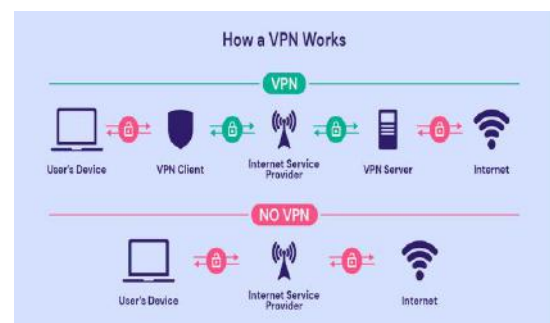 How a VPN Works
VPN
User's Device
VPN Client
Internet Service
Provider
VPN Server
Internet
NO VPN
User's Device
Internet Service
Provider
Internet